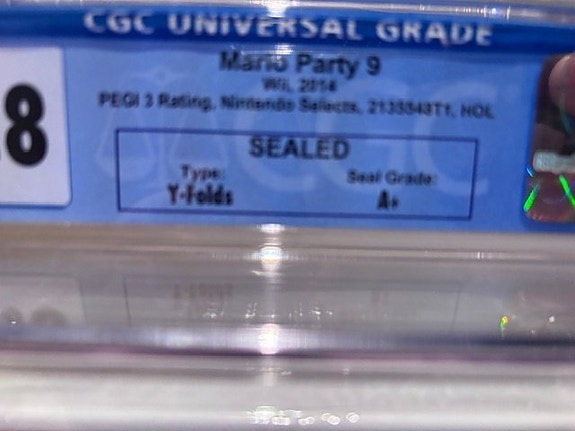 CGC UNIVERSAL GRADE
Mario Party 9
Wii, 2014
PEGI 3 Rating, Nintendo Selects, 2133543T1, HOL
.8
SEALED
Type: Seal Grade:
Y-Folds A+